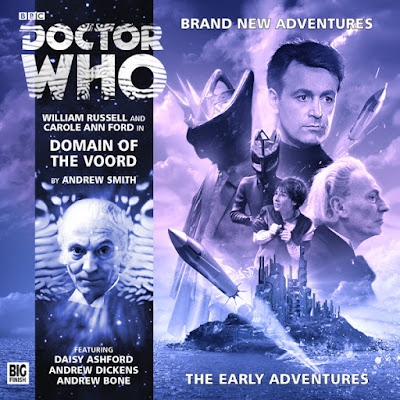 BBC
DOCTOR
WHO
WILLIAM RUSSELL AND
CAROLE ANN FORD IN
DOMAIN OF
THE VOORD
BY ANDREW SMITH
FEATURING
DAISY ASHFORD
ANDREW DICKENS
ANDREW BONE
BIG
FINISH
BRAND NEW ADVENTURES
THE EARLY ADVENTURES